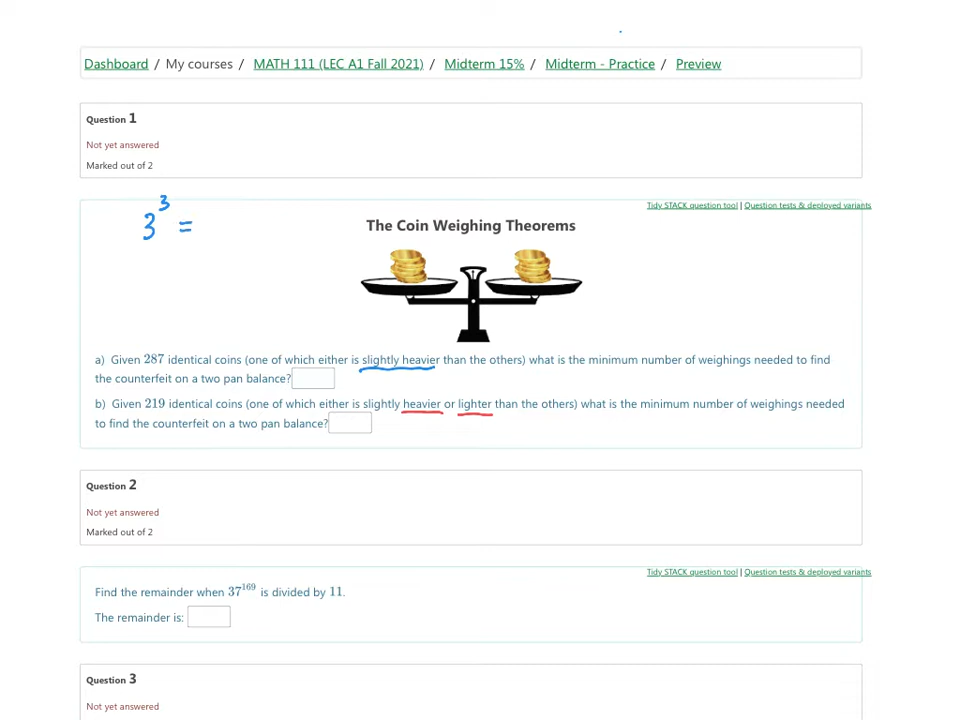 Dashboard / My courses / MATH 111 (LEC A1 Fall 2021) / Midterm 15% / Midterm - Practice / Preview
Question 1
Not yet answered
Marked out of 2
Tidy STACK question tool | Question tests & deployed variants
3³ =
The Coin Weighing Theorems
a) Given 287 identical coins (one of which either is slightly heavier than the others) what is the minimum number of weighings needed to find
the counterfeit on a two pan balance?
b) Given 219 identical coins (one of which either is slightly heavier or lighter than the others) what is the minimum number of weighings needed
to find the counterfeit on a two pan balance?
Question 2
Not yet answered
Marked out of 2
Tidy STACK question tool | Question tests & deployed variants
Find the remainder when 37¹⁶⁹ is divided by 11.
The remainder is:
Question 3
Not yet answered